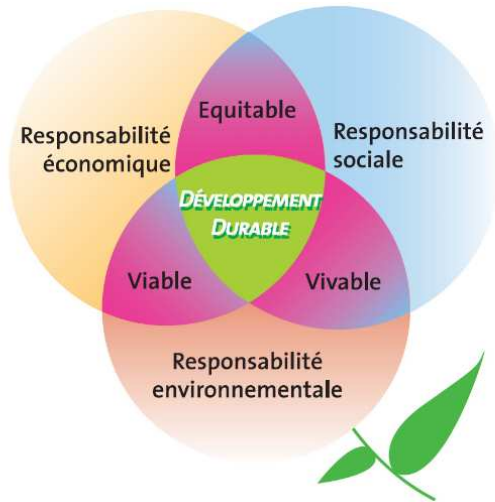 Equitable
Responsabilité
économique
Responsabilité
sociale
DÉVELOPPEMENT
DURABLE
Viable
Vivable
Responsabilité
environnementale